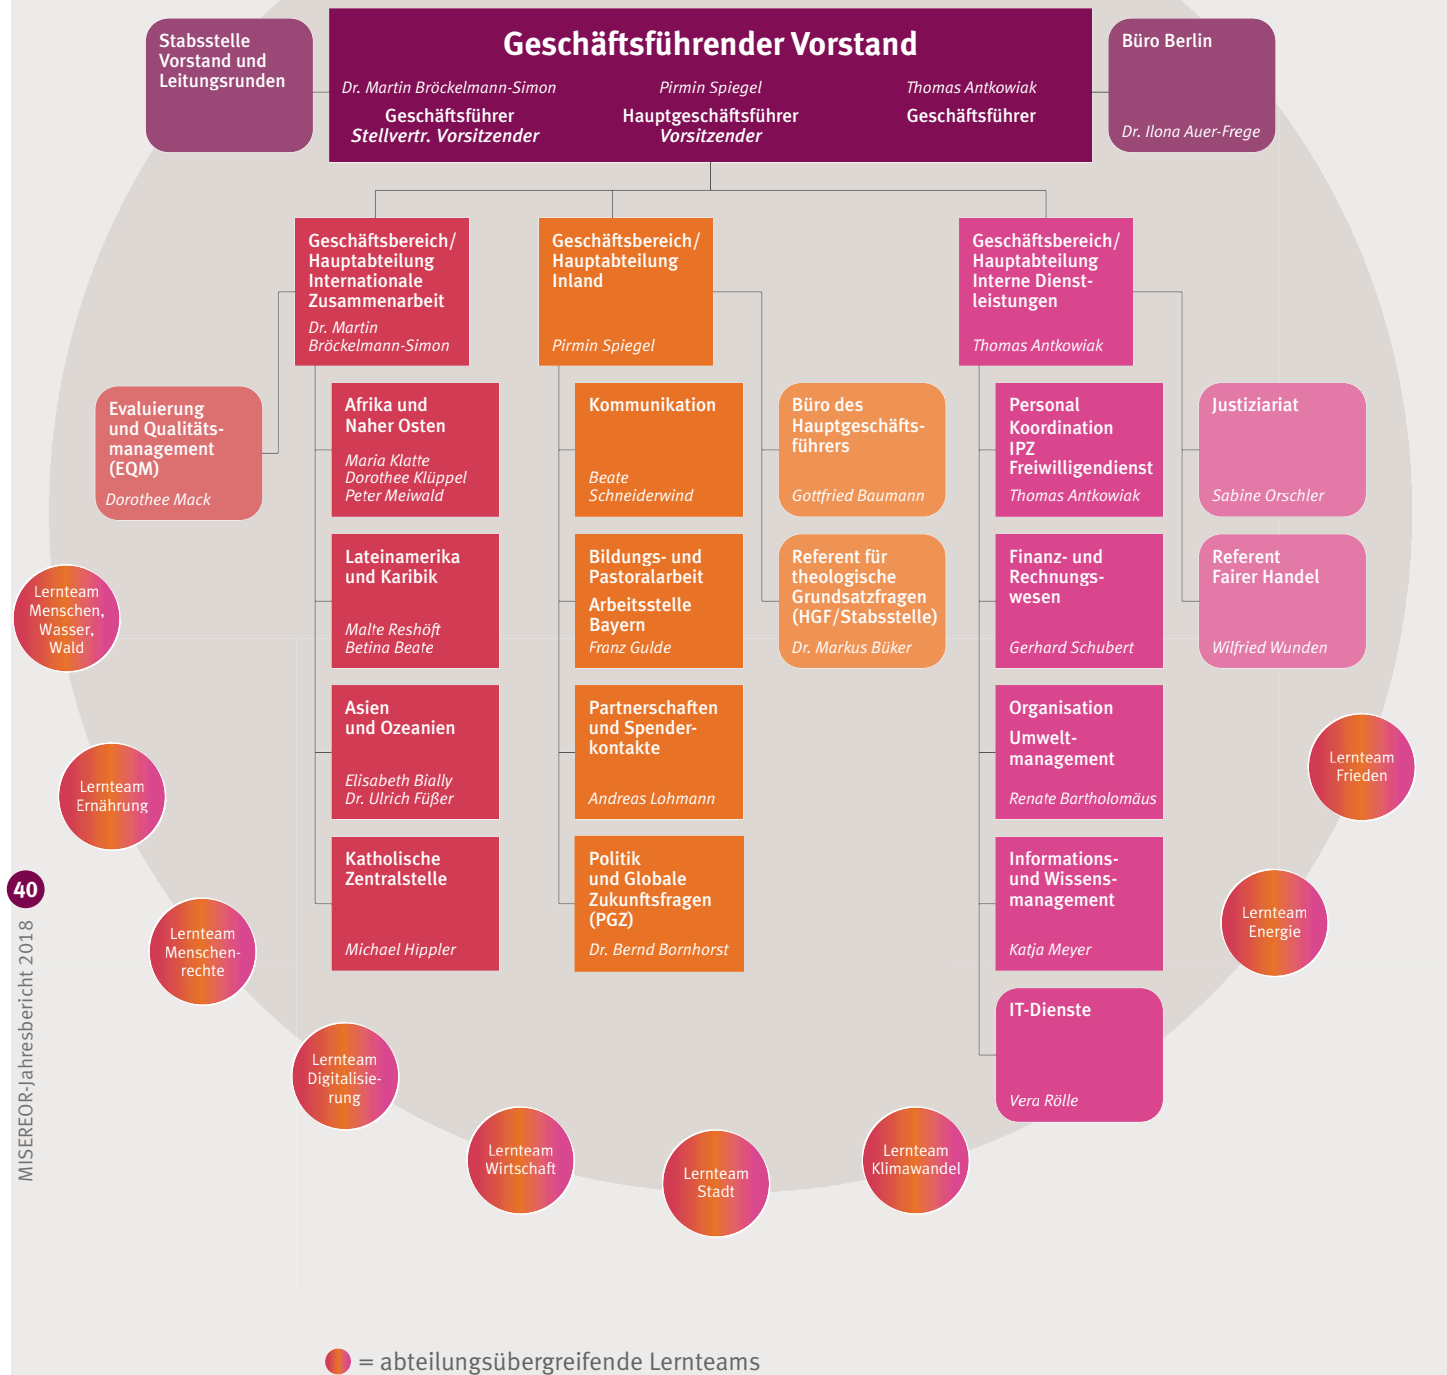 Stabsstelle
Vorstand und
Leitungsrunden
Geschäftsführender Vorstand
Dr. Martin Bröckelmann-Simon
Geschäftsführer
Stellvertr. Vorsitzender
Pirmin Spiegel
Hauptgeschäftsführer
Vorsitzender
Thomas Antkowiak
Geschäftsführer
Büro Berlin
Dr. Ilona Auer-Frege
Geschäftsbereich/
Hauptabteilung
Internationale
Zusammenarbeit
Dr. Martin
Bröckelmann-Simon
Geschäftsbereich/
Hauptabteilung
Inland
Pirmin Spiegel
Geschäftsbereich/
Hauptabteilung
Interne Dienst-
leistungen
Thomas Antkowiak
Evaluierung
und Qualitäts-
management
(EQM)
Dorothee Mack
Afrika und
Naher Osten
Maria Klatte
Dorothee Klüppel
Peter Meiwald
Kommunikation
Beate
Schneiderwind
Büro des
Hauptgeschäfts-
führers
Gottfried Baumann
Personal
Koordination
IPZ
Freiwilligendienst
Thomas Antkowiak
Justiziariat
Sabine Orschler
Lateinamerika
und Karibik
Malte Reshöft
Betina Beate
Bildungs- und
Pastoralarbeit
Arbeitsstelle
Bayern
Franz Gulde
Referent für
theologische
Grundsatzfragen
(HGF/Stabsstelle)
Dr. Markus Büker
Finanz- und
Rechnungs-
wesen
Gerhard Schubert
Referent
Fairer Handel
Wilfried Wunden
Asien
und Ozeanien
Elisabeth Bially
Dr. Ulrich Füßer
Partnerschaften
und Spender-
kontakte
Andreas Lohmann
Organisation
Umwelt-
management
Renate Bartholomäus
Katholische
Zentralstelle
Michael Hippler
Politik
und Globale
Zukunftsfragen
(PGZ)
Dr. Bernd Bornhorst
Informations-
und Wissens-
management
Katja Meyer
IT-Dienste
Vera Rölle
Lernteam
Menschen,
Wasser,
Wald
Lernteam
Ernährung
Lernteam
Menschen-
rechte
Lernteam
Digitalisie-
rung
Lernteam
Wirtschaft
Lernteam
Stadt
Lernteam
Klimawandel
Lernteam
Energie
Lernteam
Frieden
40
MISEREOR-Jahresbericht 2018
= abteilungsübergreifende Lernteams